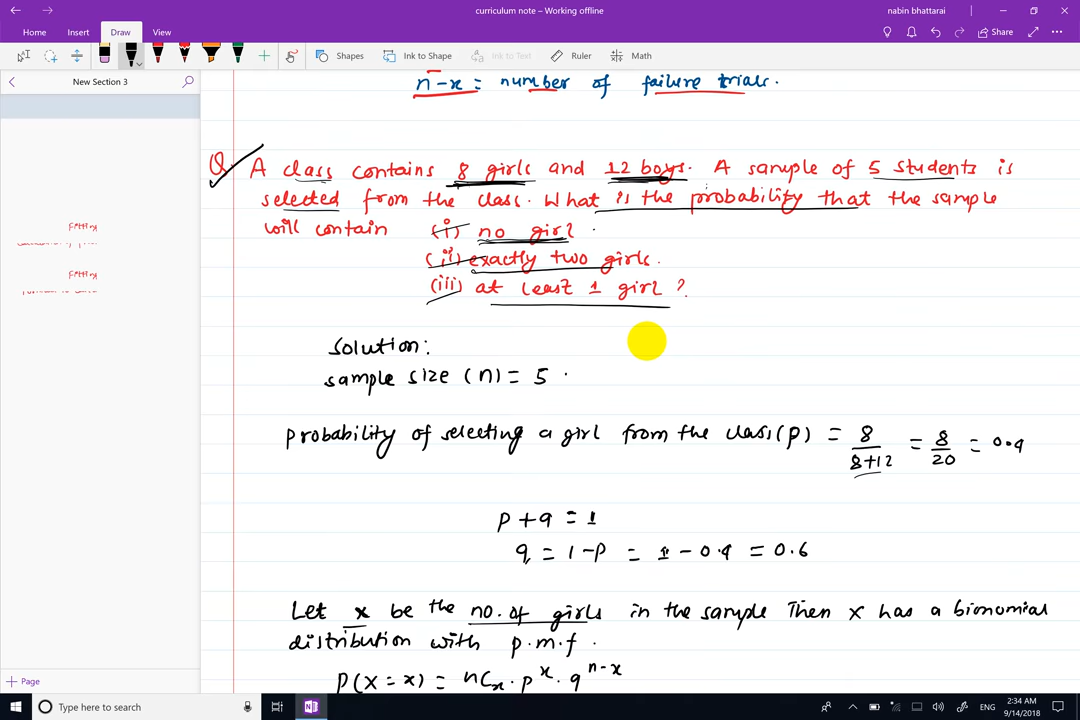 curriculum note – Working offline
nabin bhattarai
Home Insert Draw View
Share
Shapes Ink to Shape Ink to Text Ruler Math
New Section 3
n-x = number of failure trials.
Q. A class contains 8 girls and 12 boys. A sample of 5 students is
selected from the class. What is the probability that the sample
will contain (i) no girl.
(ii) exactly two girls.
(iii) at least 1 girl ?
Solution:
sample size (n) = 5.
probability of selecting a girl from the class (p) = 8/8+12 = 8/20 = 0.4
p+q = 1
q = 1-p = 1-0.4 = 0.6
Let x be the no. of girls in the sample Then x has a binomial
distribution with p.m.f.
P(X=x) = nCx. p^x. q^n-x
Page
Type here to search
ENG
2:34 AM
9/14/2018